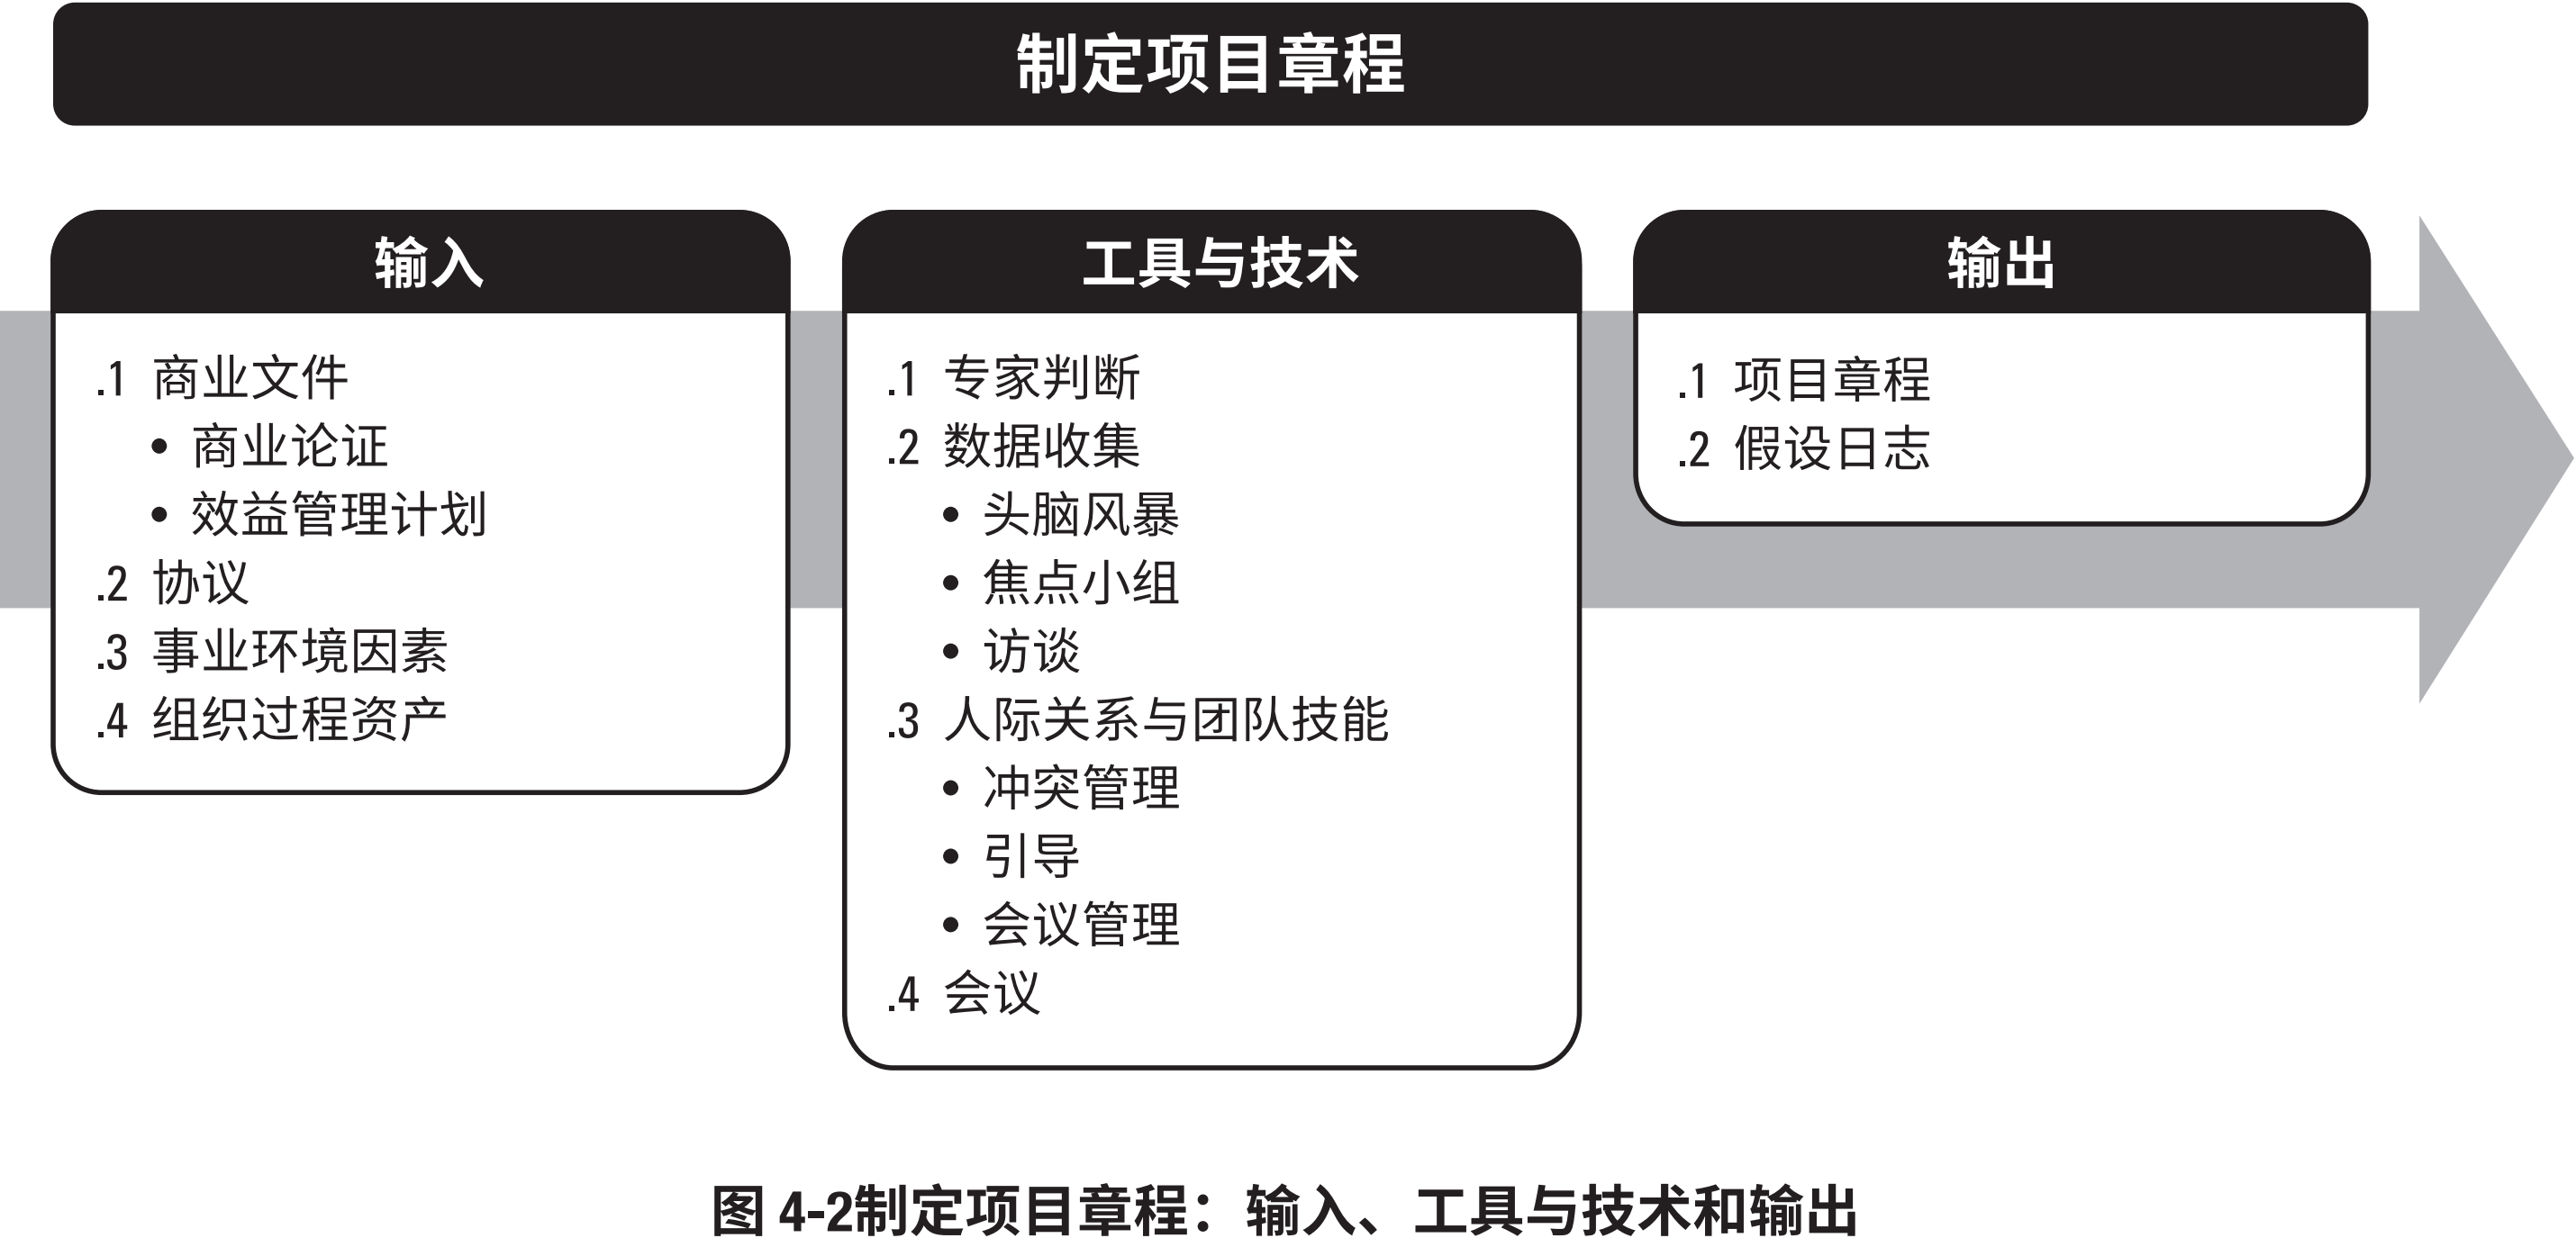 制定项目章程
输入
.1 商业文件
• 商业论证
• 效益管理计划
.2 协议
.3 事业环境因素
.4 组织过程资产
工具与技术
.1 专家判断
.2 数据收集
• 头脑风暴
• 焦点小组
• 访谈
.3 人际关系与团队技能
• 冲突管理
• 引导
• 会议管理
.4 会议
输出
.1 项目章程
.2 假设日志
图 4-2制定项目章程：输入、工具与技术和输出